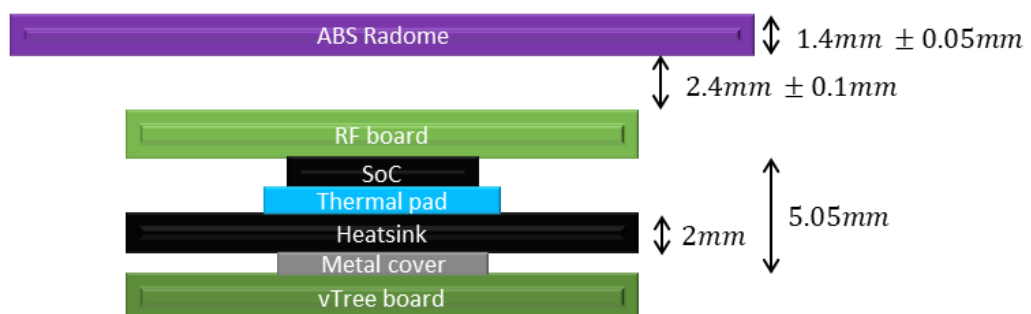 ABS Radome
1.4mm ± 0.05mm
2.4mm ± 0.1mm
RF board
SoC
Thermal pad
5.05mm
Heatsink
2mm
Metal cover
vTree board